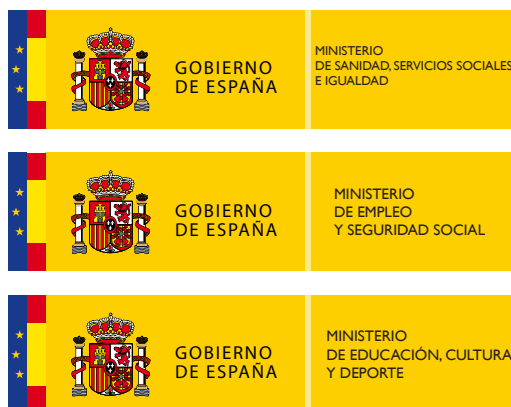 GOBIERNO
DE ESPAÑA
MINISTERIO
DE SANIDAD, SERVICIOS SOCIALES
E IGUALDAD
GOBIERNO
DE ESPAÑA
MINISTERIO
DE EMPLEO
Y SEGURIDAD SOCIAL
GOBIERNO
DE ESPAÑA
MINISTERIO
DE EDUCACIÓN, CULTURA
Y DEPORTE